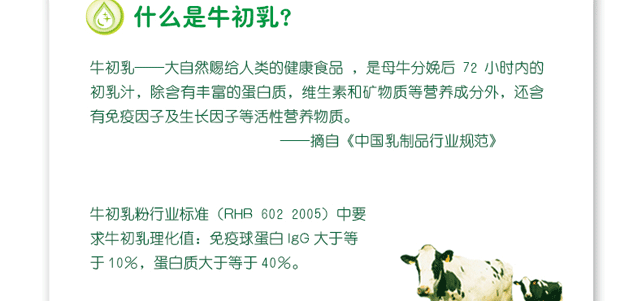 什么是牛初乳?
牛初乳——大自然赐给人类的健康食品 ，是母牛分娩后 72 小时内的
初乳汁，除含有丰富的蛋白质，维生素和矿物质等营养成分外，还含
有免疫因子及生长因子等活性营养物质。
——摘自《中国乳制品行业规范》
牛初乳粉行业标准（RHB 602 2005）中要
求牛初乳理化值：免疫球蛋白 IgG 大于等
于10%，蛋白质大于等于40%。